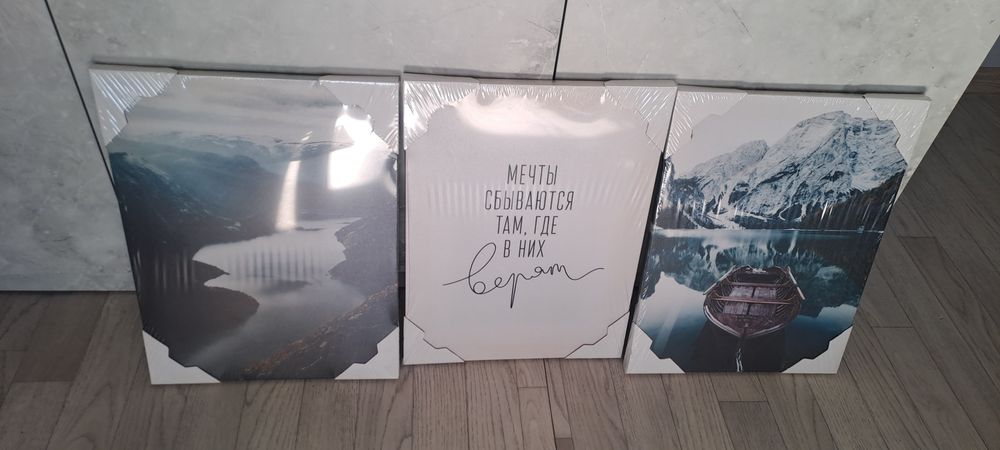 МЕЧТЫ
СБЫВАЮТСЯ
ТАМ, ГДЕ
В НИХ
верят